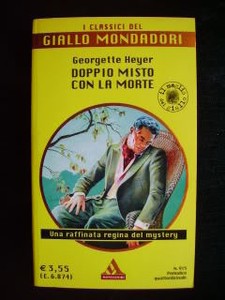 I CLASSICI DEL
GIALLO MONDADORI
Georgette Heyer
DOPPIO MISTO
CON LA MORTE
Una raffinata regina del mystery
€ 3,55
(£. 6.874)
MONDADORI